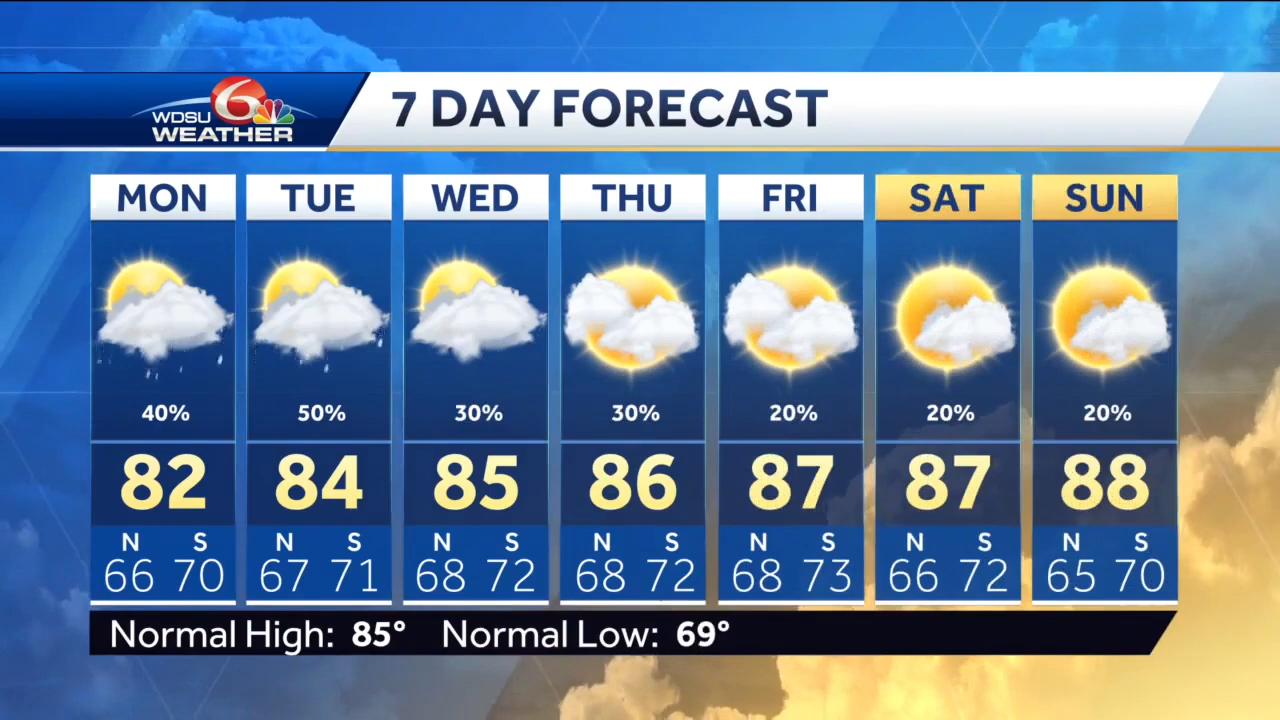 WDSU 6
WEATHER
7 DAY FORECAST
MON TUE WED THU FRI SAT SUN
40% 50% 30% 30% 20% 20% 20%
82 84 85 86 87 87 88
N S N S N S N S N S N S N S
66 70 67 71 68 72 68 72 68 73 66 72 65 70
Normal High: 85° Normal Low: 69°